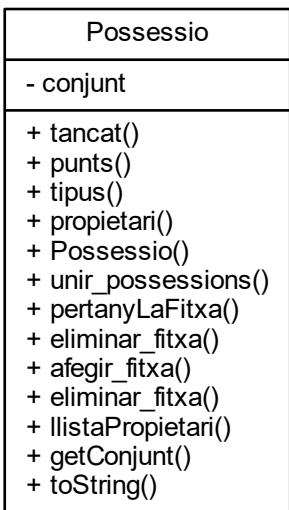 Possessio
- conjunt
+ tancat()
+ punts()
+ tipus()
+ propietari()
+ Possessio()
+ unir_possessions()
+ pertanyLaFitxa()
+ eliminar_fitxa()
+ afegir_fitxa()
+ eliminar_fitxa()
+ llistaPropietari()
+ getConjunt()
+ toString()